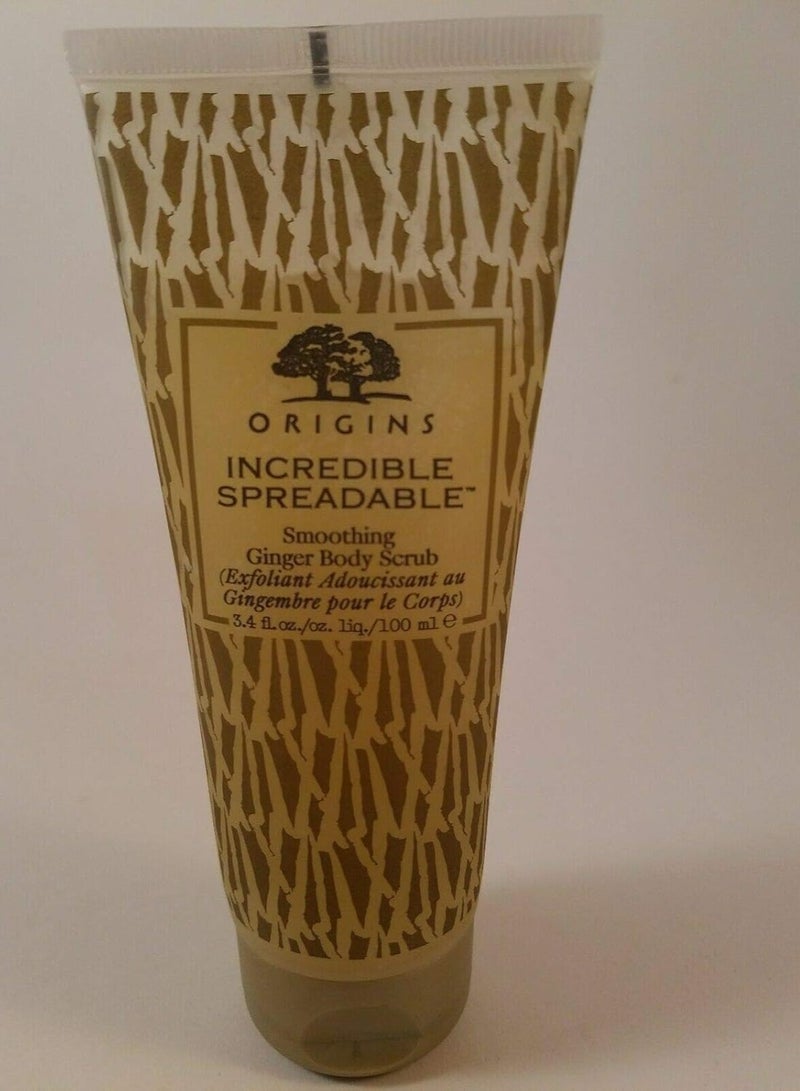 ORIGINS
INCREDIBLE
SPREADABLE™
Smoothing
Ginger Body Scrub
(Exfoliant Adoucissant au
Gingembre pour le Corps)
3.4 fl.oz./oz. liq./100 ml ℮